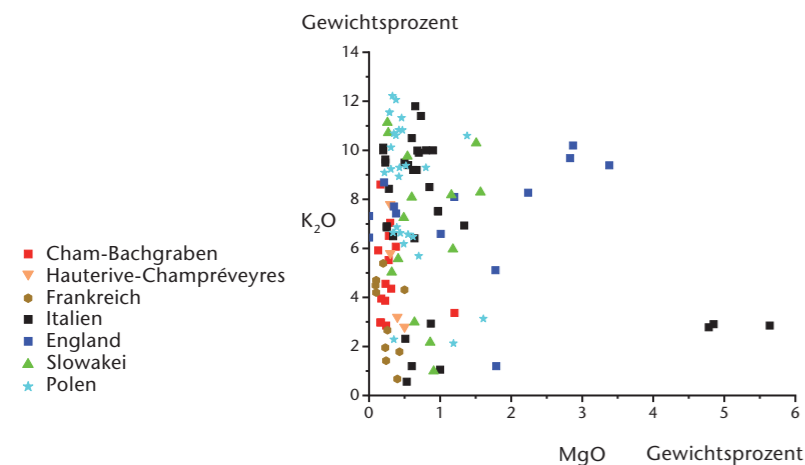 Gewichtsprozent
14
12
10
8
6
4
2
0
K₂O
Cham-Bachgraben
Hauterive-Champréveyres
Frankreich
Italien
England
Slowakei
Polen
0 1 2 3 4 5 6
MgO Gewichtsprozent